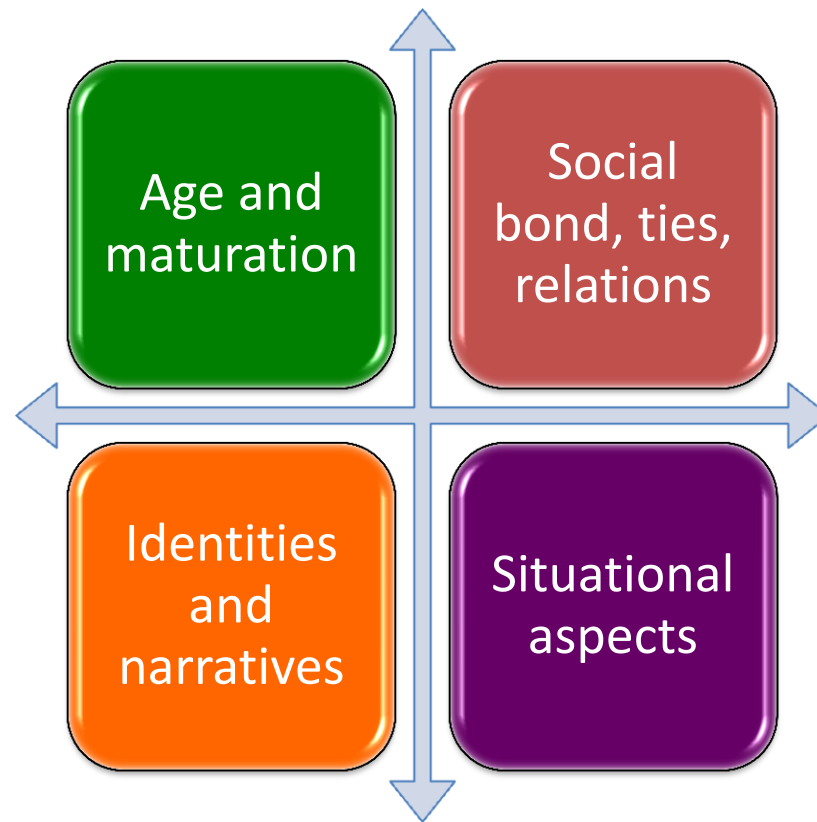 Age and
maturation
Social
bond, ties,
relations
Identities
and
narratives
Situational
aspects